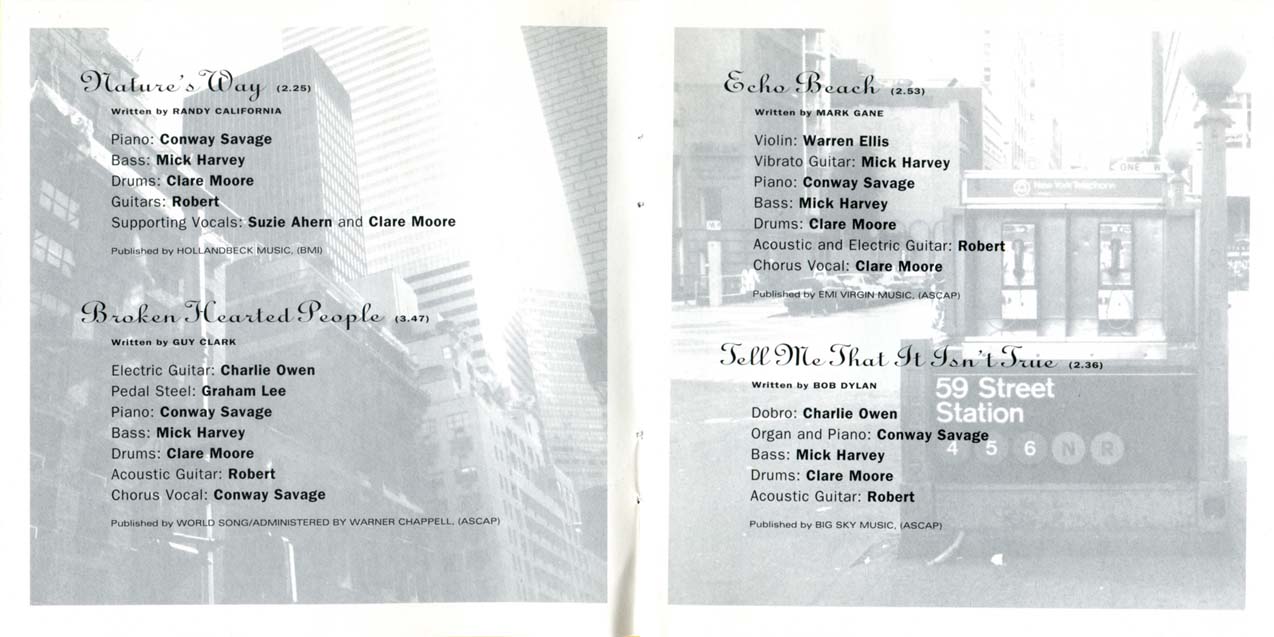 Nature's Way (2.25)
Written by RANDY CALIFORNIA
Piano: Conway Savage
Bass: Mick Harvey
Drums: Clare Moore
Guitars: Robert
Supporting Vocals: Suzie Ahern and Clare Moore
Published by HOLLANDBECK MUSIC, (BMI)
Broken Hearted People (3.47)
Written by GUY CLARK
Electric Guitar: Charlie Owen
Pedal Steel: Graham Lee
Piano: Conway Savage
Bass: Mick Harvey
Drums: Clare Moore
Acoustic Guitar: Robert
Chorus Vocal: Conway Savage
Published by WORLD SONG/ADMINISTERED BY WARNER CHAPPELL, (ASCAP)
Echo Beach (2.53)
Written by MARK GANE
Violin: Warren Ellis
Vibrato Guitar: Mick Harvey
Piano: Conway Savage
Bass: Mick Harvey
Drums: Clare Moore
Acoustic and Electric Guitar: Robert
Chorus Vocal: Clare Moore
Published by EMI VIRGIN MUSIC, (ASCAP)
ONE W
New York Telephone
Tell Me That It Isn't True (2.36)
Written by BOB DYLAN
Dobro: Charlie Owen
Organ and Piano: Conway Savage
Bass: Mick Harvey
Drums: Clare Moore
Acoustic Guitar: Robert
Published by BIG SKY MUSIC, (ASCAP)
59 Street
Station
4 5 6 N R